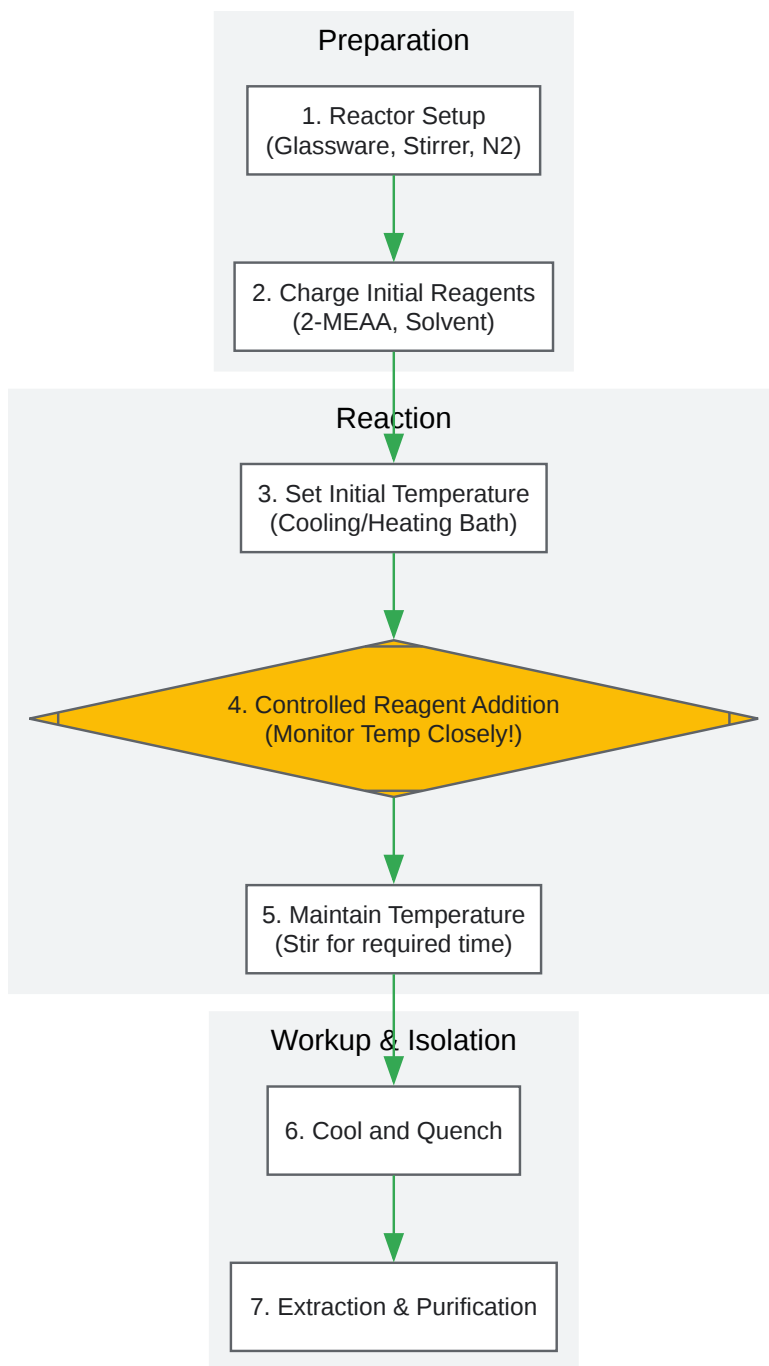 Preparation
1. Reactor Setup
(Glassware, Stirrer, N2)
2. Charge Initial Reagents
(2-MEAA, Solvent)
Reaction
3. Set Initial Temperature
(Cooling/Heating Bath)
4. Controlled Reagent Addition
(Monitor Temp Closely!)
5. Maintain Temperature
(Stir for required time)
Workup & Isolation
6. Cool and Quench
7. Extraction & Purification